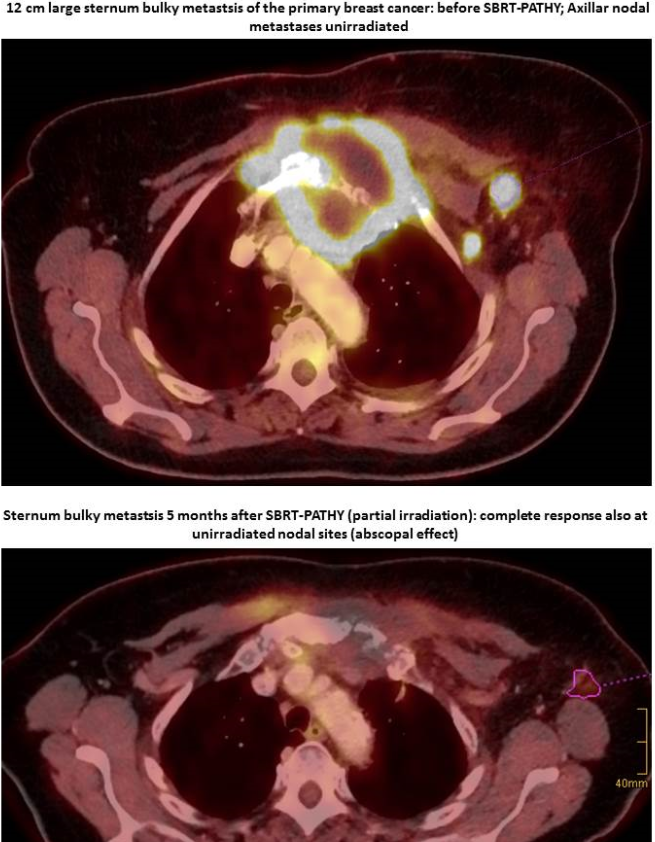 12 cm large sternum bulky metastsis of the primary breast cancer: before SBRT-PATHY; Axillar nodal
metastases unirradiated
Sternum bulky metastsis 5 months after SBRT-PATHY (partial irradiation): complete response also at
unirradiated nodal sites (abscopal effect)
40mm